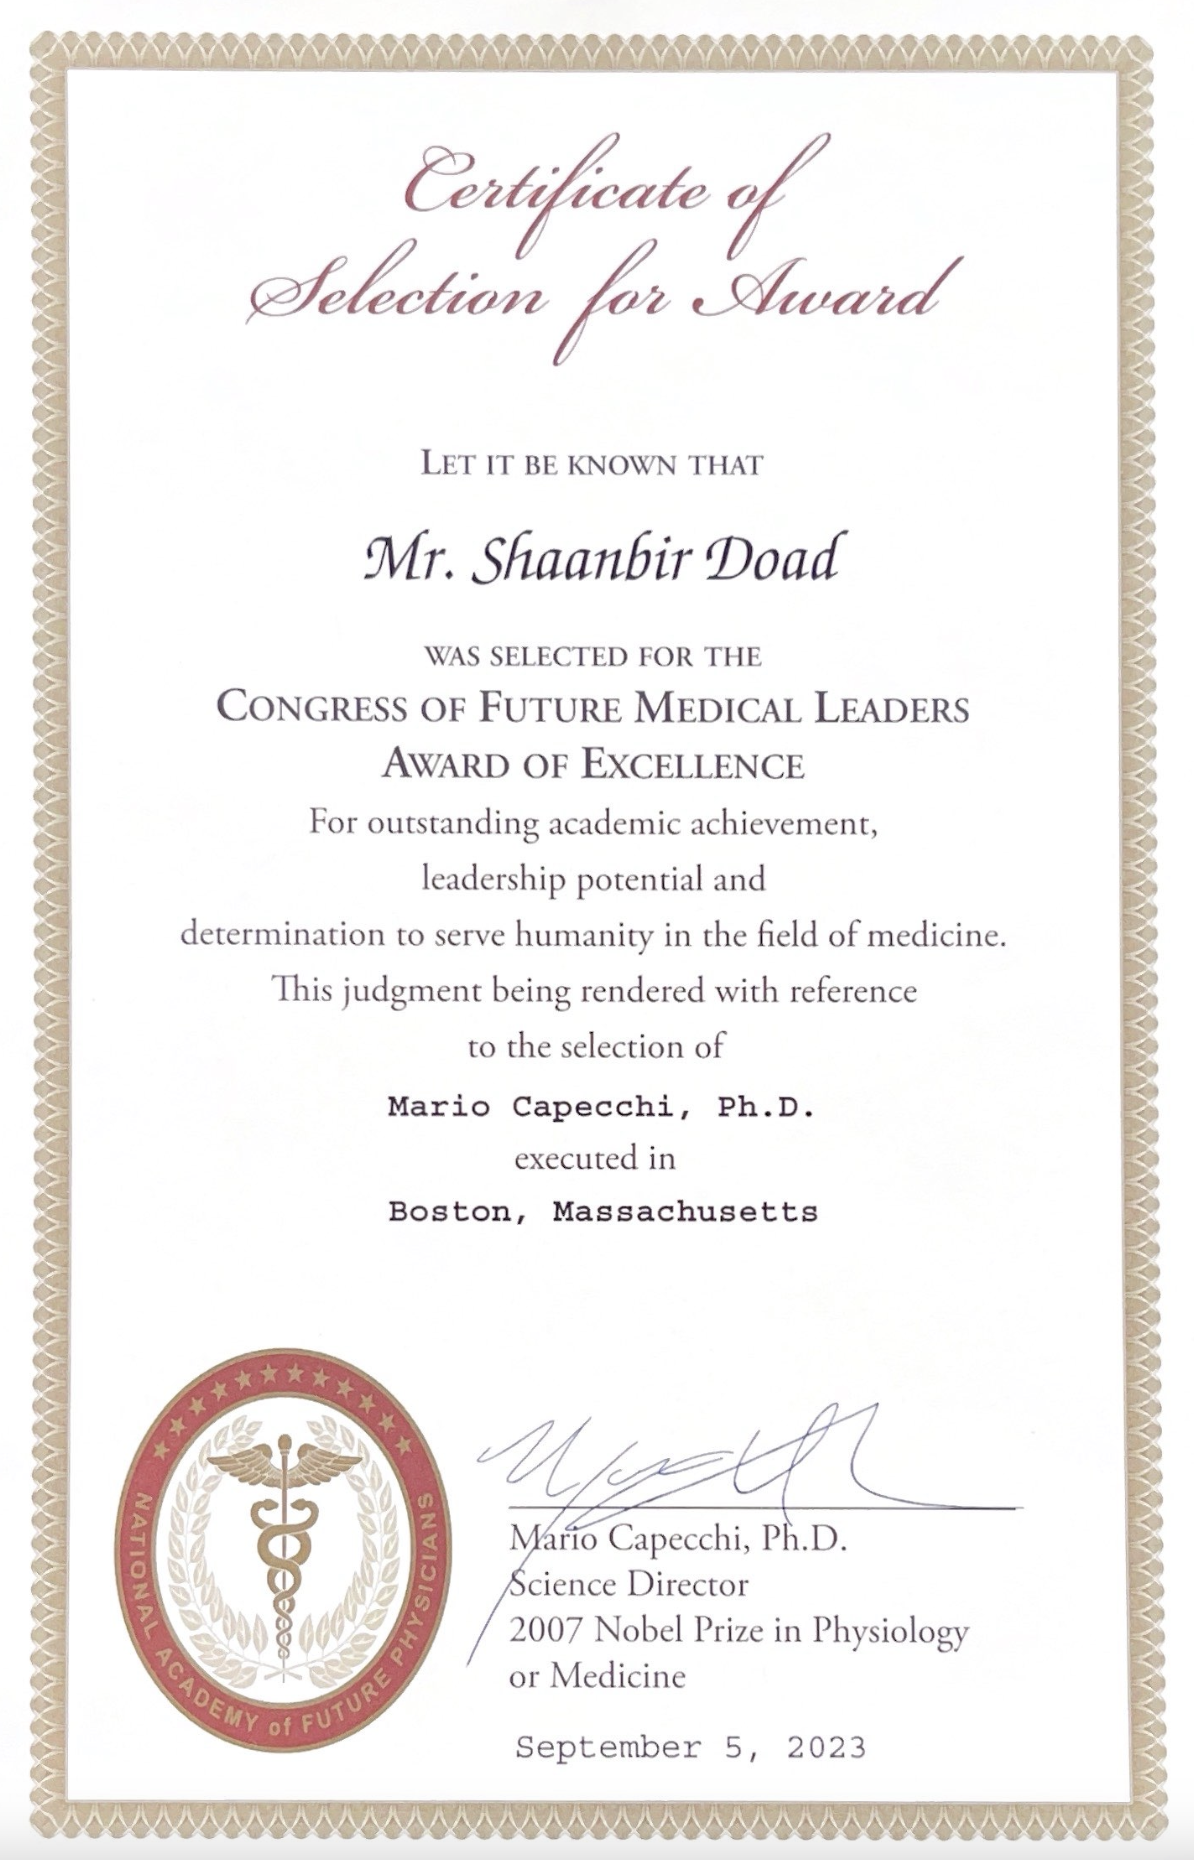 Certificate of
Selection for Award
Let it be known that
Mr. Shaanbir Doad
was selected for the
Congress of Future Medical Leaders
Award of Excellence
For outstanding academic achievement,
leadership potential and
determination to serve humanity in the field of medicine.
This judgment being rendered with reference
to the selection of
Mario Capecchi, Ph.D.
executed in
Boston, Massachusetts
NATIONAL ACADEMY of FUTURE PHYSICIANS
Mario Capecchi, Ph.D.
Science Director
2007 Nobel Prize in Physiology
or Medicine
September 5, 2023